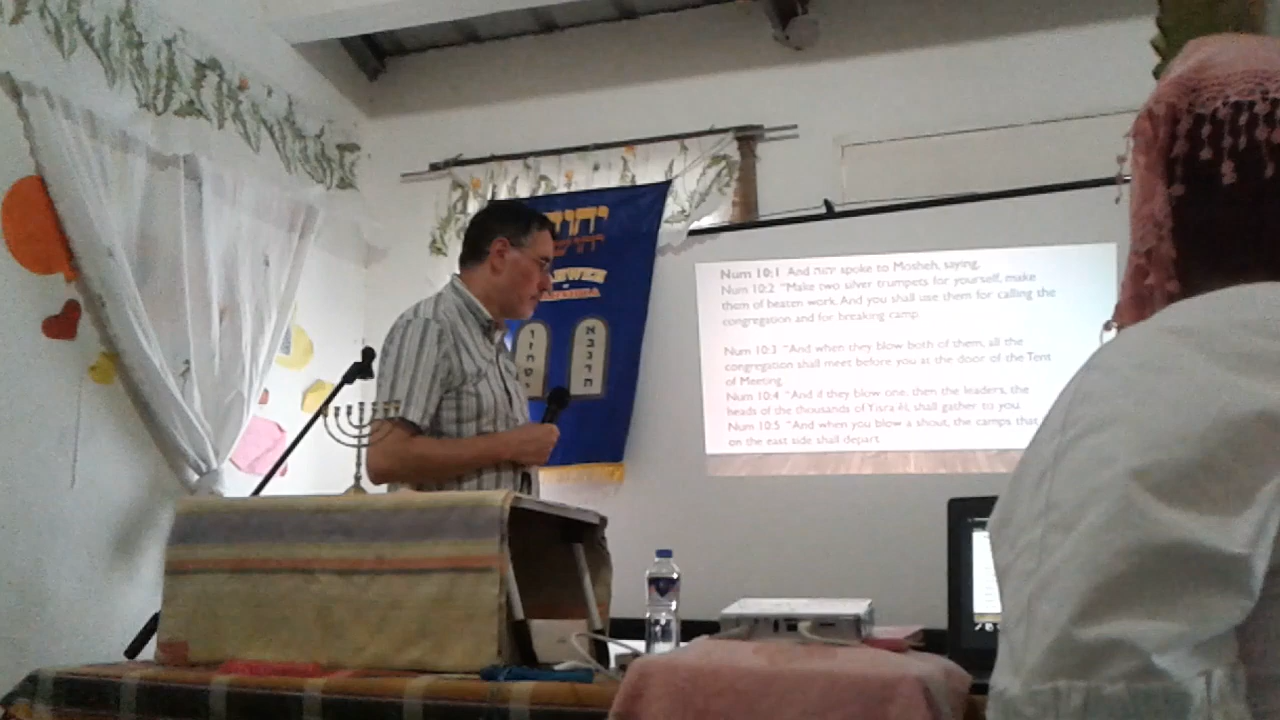 Num 10:1 And יהוה spoke to Mosheh, saying,
Num 10:2 "Make two silver trumpets for yourself, make
them of beaten work. And you shall use them for calling the
congregation and for breaking camp.
Num 10:3 "And when they blow both of them, all the
congregation shall meet before you at the door of the Tent
of Meeting.
Num 10:4 "And if they blow one, then the leaders, the
heads of the thousands of Yisra'ĕl, shall gather to you.
Num 10:5 "And when you blow a shout, the camps that
on the east side shall depart.